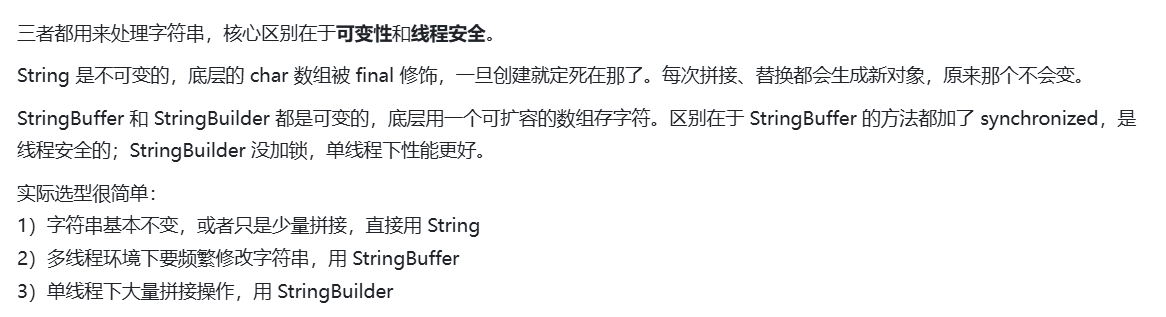 三者都用来处理字符串，核心区别在于可变性和线程安全。
String 是不可变的，底层的 char 数组被 final 修饰，一旦创建就定死在那了。每次拼接、替换都会生成新对象，原来那个不会变。
StringBuffer 和 StringBuilder 都是可变的，底层用一个可扩容的数组存字符。区别在于 StringBuffer 的方法都加了 synchronized，是
线程安全的；StringBuilder 没加锁，单线程下性能更好。
实际选型很简单：
1）字符串基本不变，或者只是少量拼接，直接用 String
2）多线程环境下要频繁修改字符串，用 StringBuffer
3）单线程下大量拼接操作，用 StringBuilder